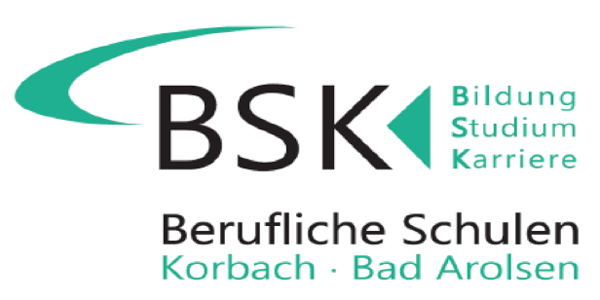 BSK
Bildung
Studium
Karriere
Berufliche Schulen
Korbach · Bad Arolsen